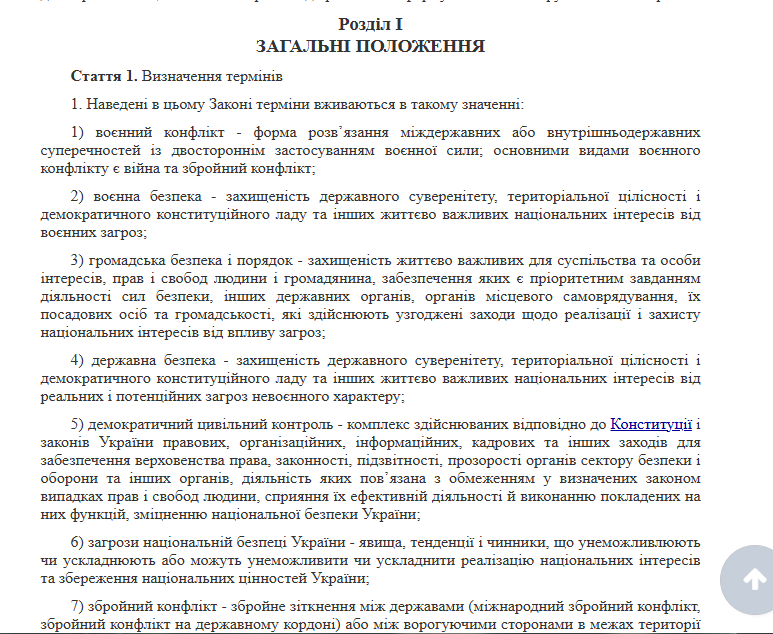 Розділ I
ЗАГАЛЬНІ ПОЛОЖЕННЯ
Стаття 1. Визначення термінів
1. Наведені в цьому Законі терміни вживаються в такому значенні:
1) воєнний конфлікт - форма розв’язання міждержавних або внутрішньодержавних
суперечностей із двостороннім застосуванням воєнної сили; основними видами воєнного
конфлікту є війна та збройний конфлікт;
2) воєнна безпека - захищеність державного суверенітету, територіальної цілісності і
демократичного конституційного ладу та інших життєво важливих національних інтересів від
воєнних загроз;
3) громадська безпека і порядок - захищеність життєво важливих для суспільства та особи
інтересів, прав і свобод людини і громадянина, забезпечення яких є пріоритетним завданням
діяльності сил безпеки, інших державних органів, органів місцевого самоврядування, їх
посадових осіб та громадськості, які здійснюють узгоджені заходи щодо реалізації і захисту
національних інтересів від впливу загроз;
4) державна безпека - захищеність державного суверенітету, територіальної цілісності і
демократичного конституційного ладу та інших життєво важливих національних інтересів від
реальних і потенційних загроз невоєнного характеру;
5) демократичний цивільний контроль - комплекс здійснюваних відповідно до Конституції і
законів України правових, організаційних, інформаційних, кадрових та інших заходів для
забезпечення верховенства права, законності, підзвітності, прозорості органів сектору безпеки і
оборони та інших органів, діяльність яких пов’язана з обмеженням у визначених законом
випадках прав і свобод людини, сприяння їх ефективній діяльності й виконанню покладених на
них функцій, зміцненню національної безпеки України;
6) загрози національній безпеці України - явища, тенденції і чинники, що унеможливлюють
чи ускладнюють або можуть унеможливити чи ускладнити реалізацію національних інтересів
та збереження національних цінностей України;
7) збройний конфлікт - збройне зіткнення між державами (міжнародний збройний конфлікт,
збройний конфлікт на державному кордоні) або між ворогуючими сторонами в межах території